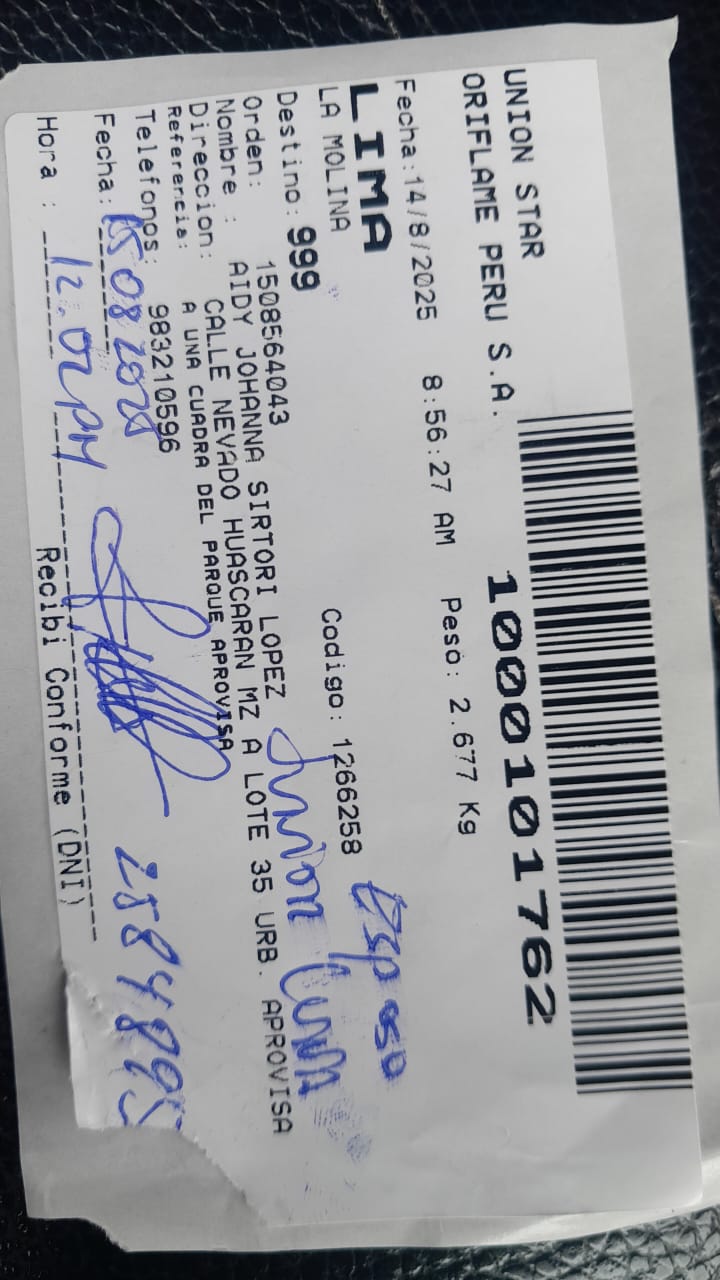 UNION STAR
ORIFLAME PERU S.A.
1000101762
Fecha:14/8/2025 8:56:27 AM Peso: 2.677 Kg
LIMA
LA MOLINA
Codigo: 1266258
Esposo
Destino: 999
Junior
Orden: 1508564043
Nombre : AIDY JOHANNA SIRTORI LOPEZ
Direccion: CALLE NEVADO HUASCARAN MZ A LOTE 35 URB. APROVISA
Referencia: A UNA CUADRA DEL PARQUE APROVISA
Telefonos: 983210596
Fecha: 15 08 2025
Hora : 12:02PM
Recibi Conforme (DNI)